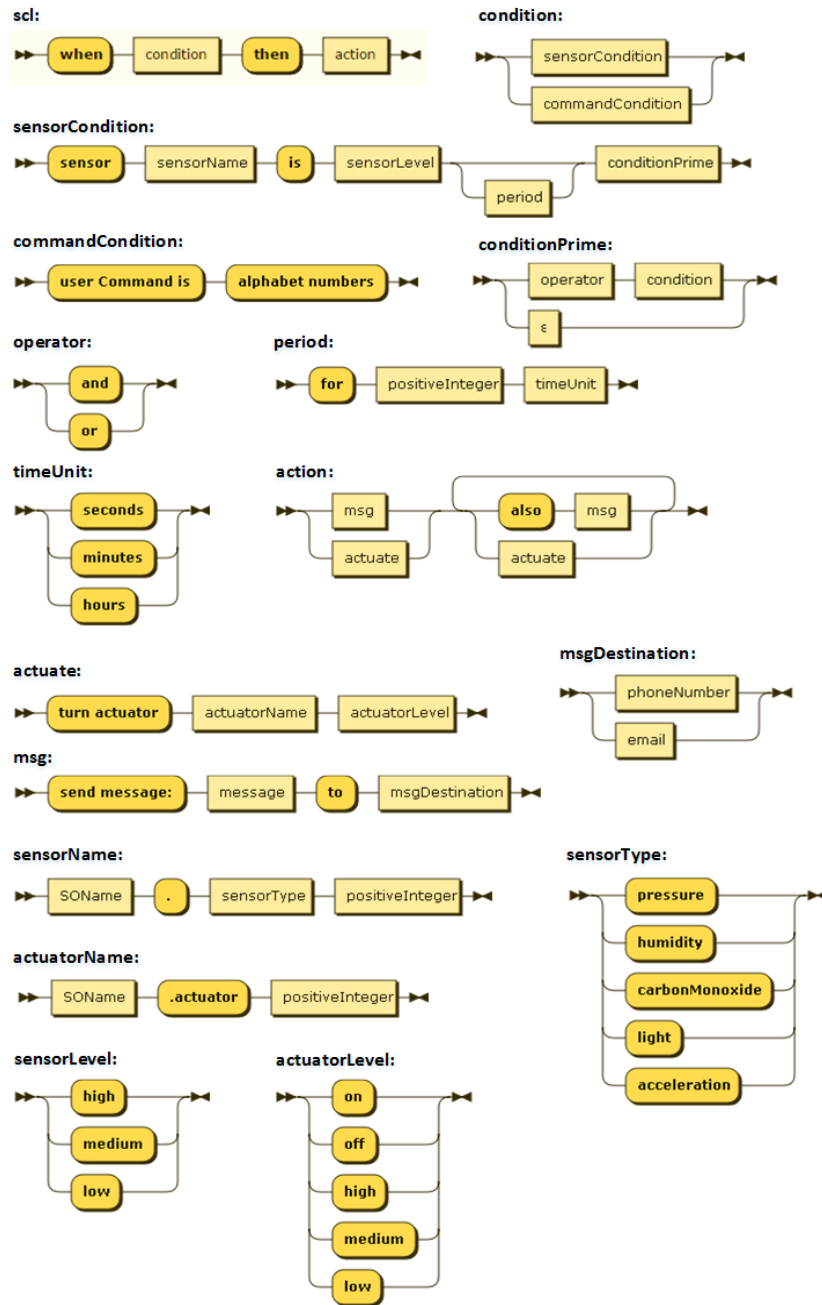 scl:
when condition then action
condition:
sensorCondition
commandCondition
sensorCondition:
sensor sensorName is sensorLevel period conditionPrime
commandCondition:
user Command is alphabet numbers
conditionPrime:
operator condition
ε
operator:
and
or
period:
for positiveInteger timeUnit
timeUnit:
seconds
minutes
hours
action:
msg also msg
actuate actuate
actuate:
turn actuator actuatorName actuatorLevel
msgDestination:
phoneNumber
email
msg:
send message: message to msgDestination
sensorName:
SOName . sensorType positiveInteger
sensorType:
pressure
humidity
carbonMonoxide
light
acceleration
actuatorName:
SOName .actuator positiveInteger
sensorLevel:
high
medium
low
actuatorLevel:
on
off
high
medium
low